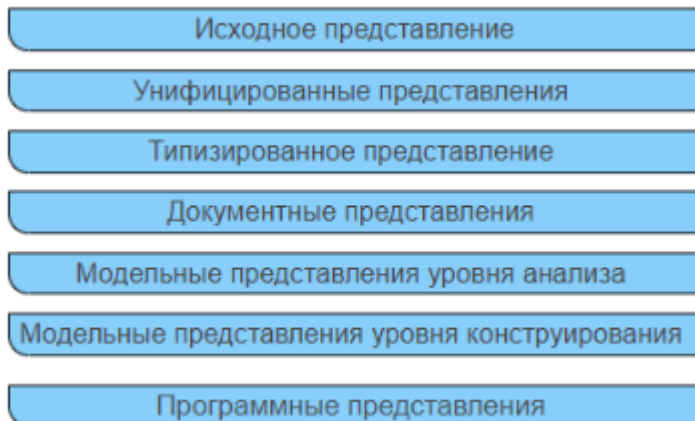 Исходное представление
Унифицированные представления
Типизированное представление
Документные представления
Модельные представления уровня анализа
Модельные представления уровня конструирования
Программные представления